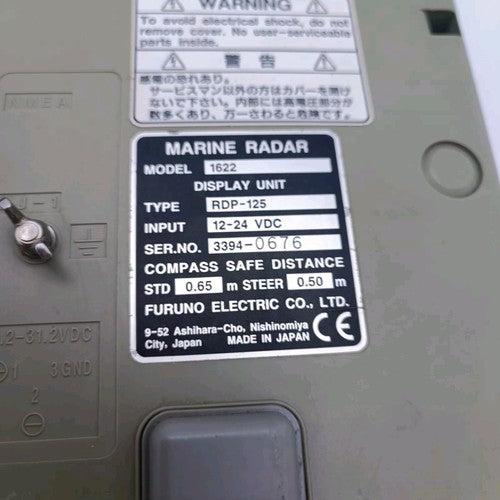 WARNING
To avoid electrical shock, do not
remove cover. No user-serviceable
parts inside.
警告
感電の恐れあり。
サービスマン以外の方はカバーを開け
ないで下さい。内部には高電圧部分が
数多くあり、万一さわると危険です。
NMEA
J-1
MARINE RADAR
MODEL 1622
DISPLAY UNIT
TYPE RDP-125
INPUT 12-24 VDC
SER.NO. 3394-0676
COMPASS SAFE DISTANCE
STD 0.65 m STEER 0.50 m
FURUNO ELECTRIC CO., LTD.
9-52 Ashihara-Cho, Nishinomiya
City, Japan MADE IN JAPAN CE
.2-31.2VDC
1 3GND
2